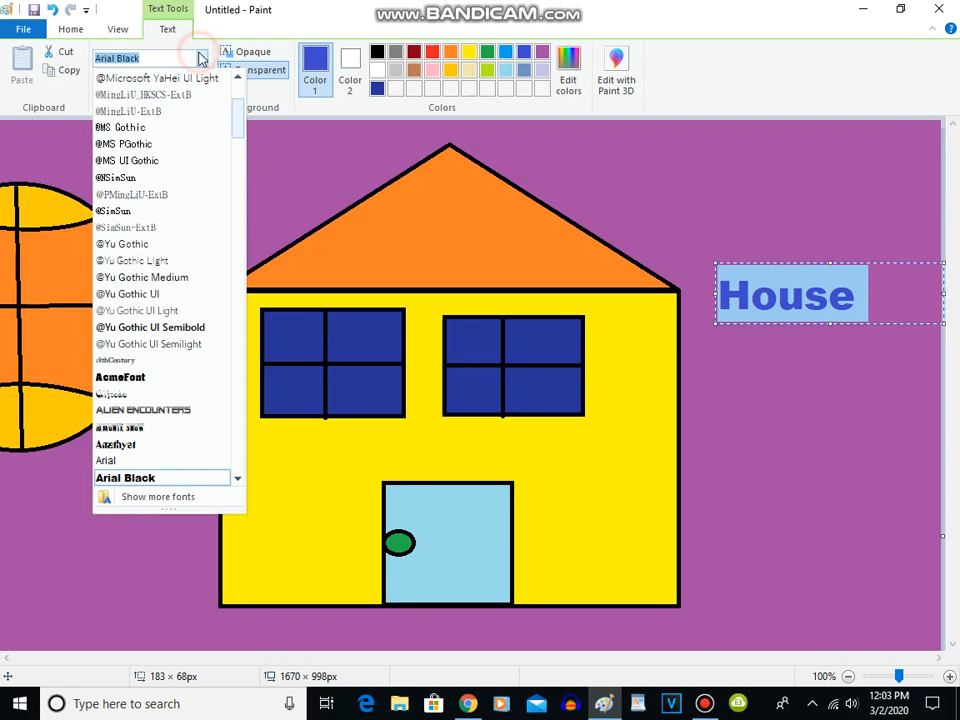 Text Tools
Untitled - Paint
www.BANDICAM.com
File
Home
View
Text
Paste
Cut
Copy
Clipboard
Arial Black
Opaque
ansparent
ground
Color 1
Color 2
Edit colors
Edit with Paint 3D
Colors
@Microsoft YaHei UI Light
@MingLiU_HKSCS-ExtB
@MingLiU-ExtB
@MS Gothic
@MS PGothic
@MS UI Gothic
@NSimSun
@PMingLiU-ExtB
@SimSun
@SimSun-ExtB
@Yu Gothic
@Yu Gothic Light
@Yu Gothic Medium
@Yu Gothic UI
@Yu Gothic UI Light
@Yu Gothic UI Semibold
@Yu Gothic UI Semilight
18thCentury
AcmeFont
ALIEN ENCOUNTERS
Amethyst
Arial
Arial Black
Show more fonts
House
183 × 68px
1670 × 998px
100%
Type here to search
12:03 PM
3/2/2020